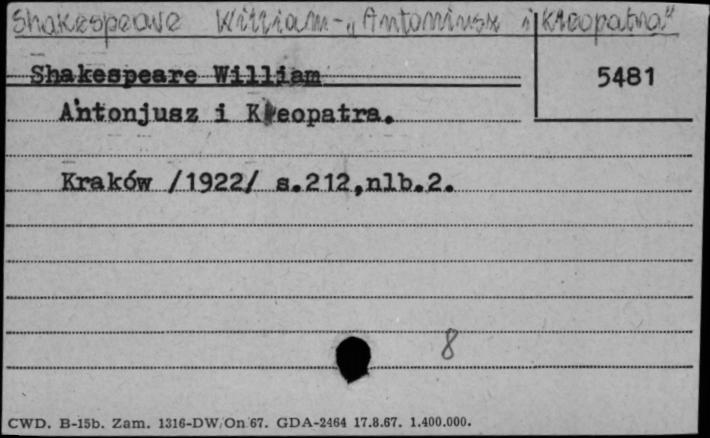 Shakespeare William - „Antoniusz i Kleopatra"
Shakespeare William
5481
Antonjusz i Kleopatra.
Kraków /1922/ s.212,nlb.2.
8
CWD. B-15b. Zam. 1316-DW/On 67. GDA-2464 17.8.67. 1.400.000.